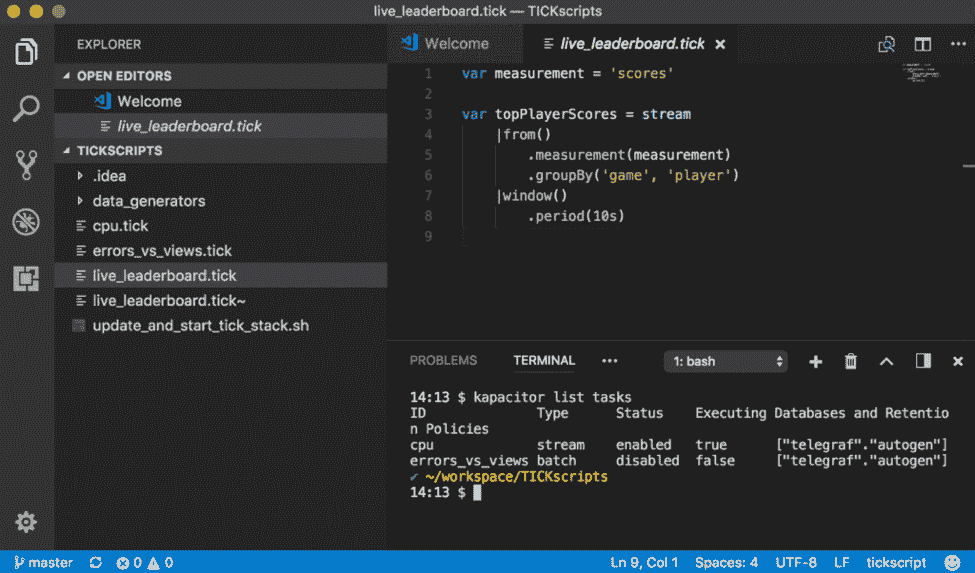 live_leaderboard.tick — TICKscripts
EXPLORER
OPEN EDITORS
Welcome
live_leaderboard.tick
TICKSCRIPTS
.idea
data_generators
cpu.tick
errors_vs_views.tick
live_leaderboard.tick
live_leaderboard.tick~
update_and_start_tick_stack.sh
Welcome live_leaderboard.tick
1 var measurement = 'scores'
2
3 var topPlayerScores = stream
4 |from()
5 .measurement(measurement)
6 .groupBy('game', 'player')
7 |window()
8 .period(10s)
9
PROBLEMS TERMINAL ••• 1: bash
14:13 $ kapacitor list tasks
ID Type Status Executing Databases and Retentio
n Policies
cpu stream enabled true ["telegraf"."autogen"]
errors_vs_views batch disabled false ["telegraf"."autogen"]
✔ ~/workspace/TICKscripts
14:13 $
master 0 0 Ln 9, Col 1 Spaces: 4 UTF-8 LF tickscript